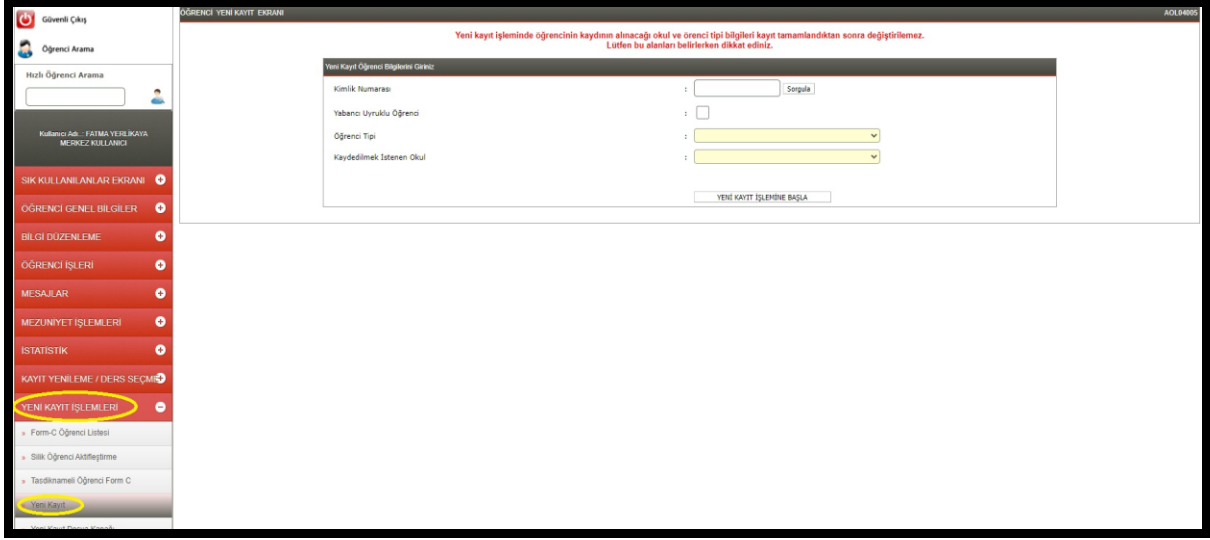 Güvenli Çıkış
Öğrenci Arama
Hızlı Öğrenci Arama
Kullanıcı Adı..: FATMA YERLİKAYA
MERKEZ KULLANICI
SIK KULLANILANLAR EKRANI
ÖĞRENCİ GENEL BİLGİLER
BİLGİ DÜZENLEME
ÖĞRENCİ İŞLERİ
MESAJLAR
MEZUNİYET İŞLEMLERİ
İSTATİSTİK
KAYIT YENİLEME / DERS SEÇME
YENİ KAYIT İŞLEMLERİ
Form-C Öğrenci Listesi
Silik Öğrenci Aktifleştirme
Tasdiknameli Öğrenci Form C
Yeni Kayıt
Yeni Kayıt Dosya Kapağı
ÖĞRENCİ YENİ KAYIT EKRANI AOL04005
Yeni kayıt işleminde öğrencinin kaydının alınacağı okul ve örenci tipi bilgileri kayıt tamamlandıktan sonra değiştirilemez.
Lütfen bu alanları belirlerken dikkat ediniz.
Yeni Kayıt Öğrenci Bilgilerini Giriniz
Kimlik Numarası : Sorgula
Yabancı Uyruklu Öğrenci :
Öğrenci Tipi :
Kaydedilmek İstenen Okul :
YENİ KAYIT İŞLEMİNE BAŞLA